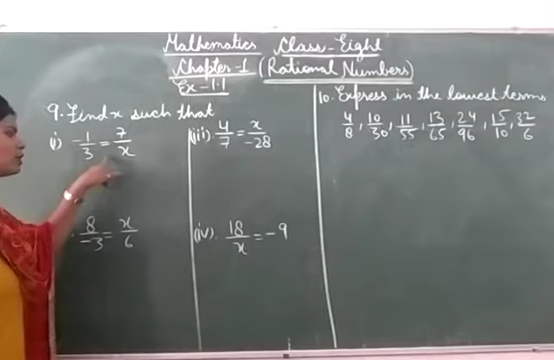 Mathematics Class-Eight
Chapter-1 (Rational Numbers)
Ex-1.1
9. Find x such that
(i) -1/3 = 7/x
8/-3 = x/6
(iii). 4/7 = x/-28
(iv). 18/x = -9
10. Express in the lowest terms
4/8, 10/30, 11/55, 13/65, 24/96, 15/10, 32/6